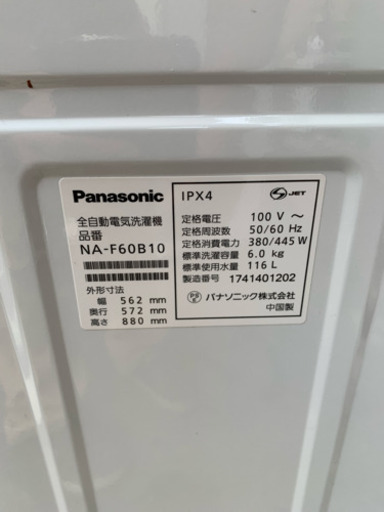 Panasonic
全自動電気洗濯機
品番
NA-F60B10
外形寸法
幅 562 mm
奥行 572 mm
高さ 880 mm
IPX4
JET
定格電圧 100 V ～
定格周波数 50/60 Hz
定格消費電力 380/445 W
標準洗濯容量 6.0 kg
標準使用水量 116 L
製造番号 1741401202
パナソニック株式会社
中国製